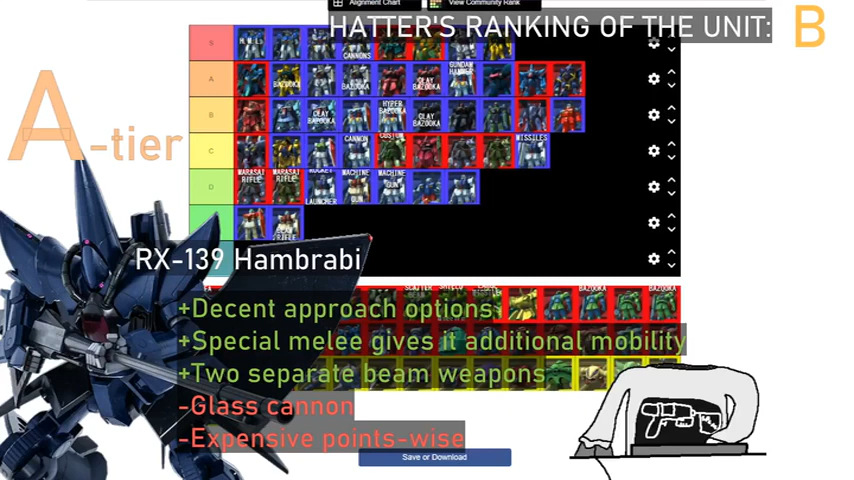 Alignment Chart
View Community Rank
HATTER'S RANKING OF THE UNIT: B
A-tier
S
CANNONS
A
BAZOOKA
CLAY BAZOOKA
GUNDAM HAMMER
B
CLAY BAZOOKA
HYPER BAZOOKA
CLAY BAZOOKA
C
CANNON
CUSTOM
MISSILES
D
MARASAI RIFLE
MARASAI RIFLE
ROCKET LAUNCHER
MACHINE GUN
MACHINE GUN
BEAM RIFLE
RX-139 Hambrabi
BAZOOKA
BAZOOKA
+Decent approach options
+Special melee gives it additional mobility
+Two separate beam weapons
-Glass cannon
-Expensive points-wise
Save or Download